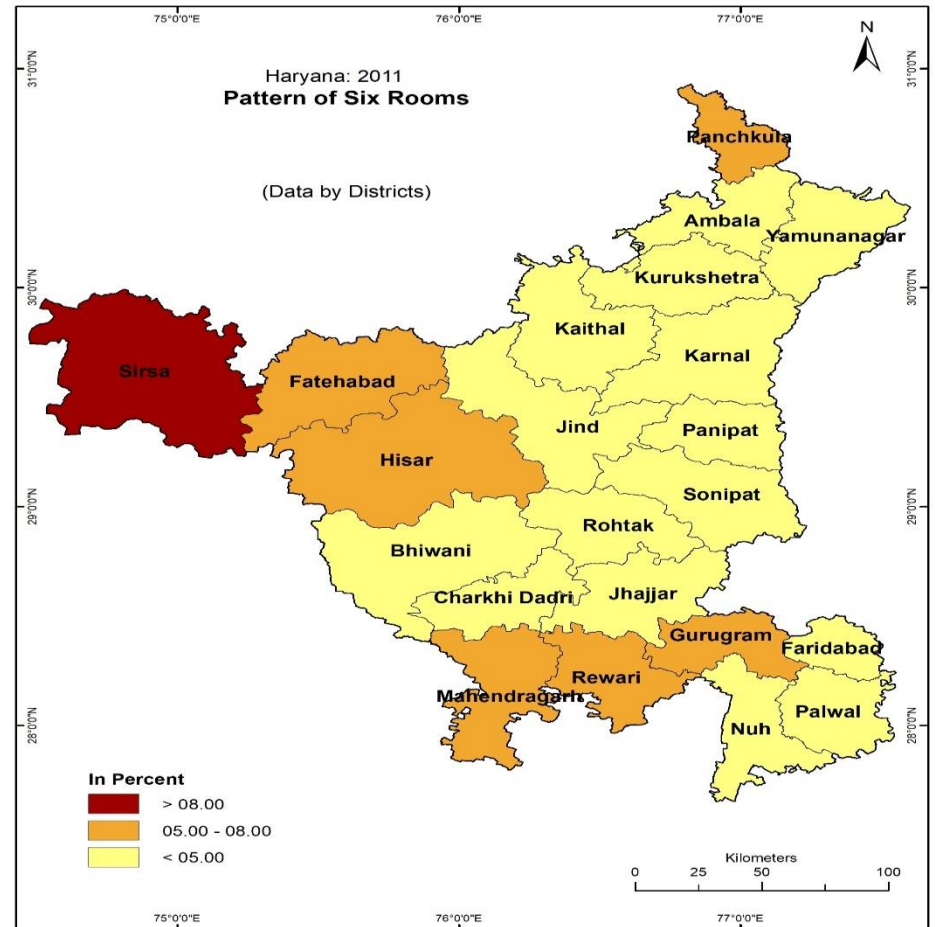 75°0'0"E 76°0'0"E 77°0'0"E
N
31°0'0"N 31°0'0"N
Haryana: 2011
Pattern of Six Rooms
(Data by Districts)
Panchkula
Ambala
Yamunanagar
Kurukshetra
30°0'0"N 30°0'0"N
Kaithal
Karnal
Sirsa
Fatehabad
Jind
Panipat
Hisar
Sonipat
29°0'0"N 29°0'0"N
Rohtak
Bhiwani
Charkhi Dadri
Jhajjar
Gurugram
Faridabad
Rewari
Mahendragarh
Palwal
Nuh
28°0'0"N 28°0'0"N
In Percent
> 08.00
05.00 - 08.00
< 05.00
Kilometers
0 25 50 100
75°0'0"E 76°0'0"E 77°0'0"E